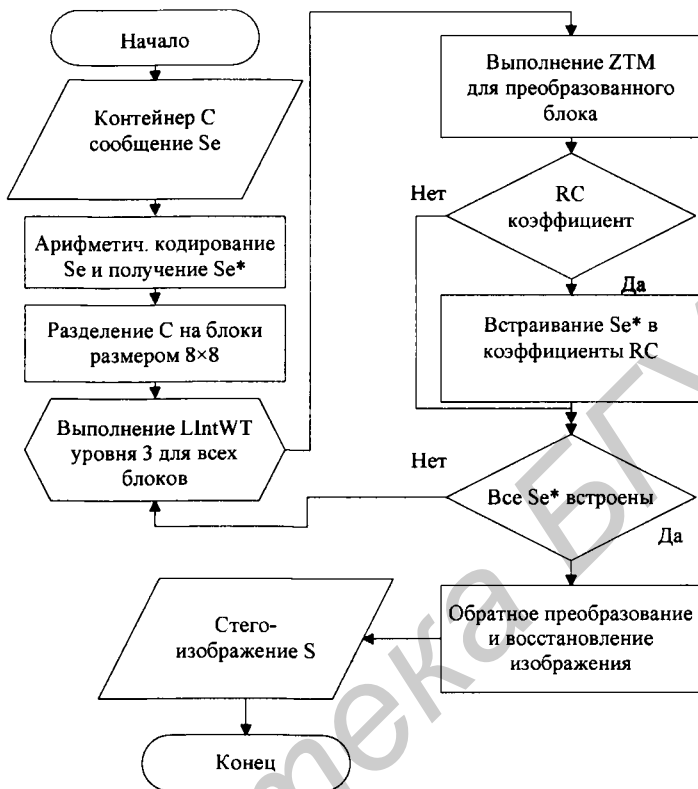 Начало
Контейнер С
сообщение Se
Арифметич. кодирование
Se и получение Se*
Разделение С на блоки
размером 8×8
Выполнение LIntWT
уровня 3 для всех
блоков
Выполнение ZTM
для преобразованного
блока
Нет
RC
коэффициент
Да
Встраивание Se* в
коэффициенты RC
Нет
Все Se* встроены
Да
Обратное преобразование
и восстановление
изображения
Стего-
изображение S
Конец
тека БГ